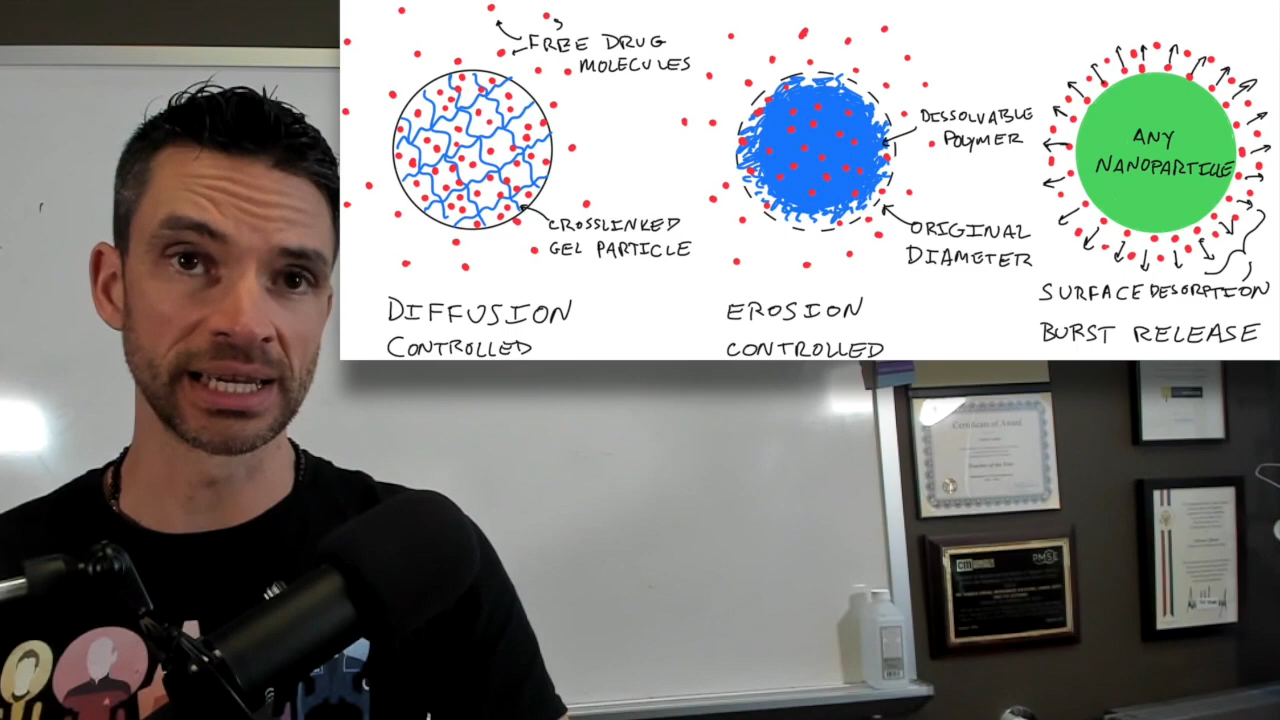 FREE DRUG
MOLECULES
CROSSLINKED
GEL PARTICLE
DIFFUSION
CONTROLLED
DISSOLVABLE
POLYMER
ORIGINAL
DIAMETER
EROSION
CONTROLLED
ANY
NANOPARTICLE
SURFACE DESORPTION
BURST RELEASE
Certificate of Award
PMSE